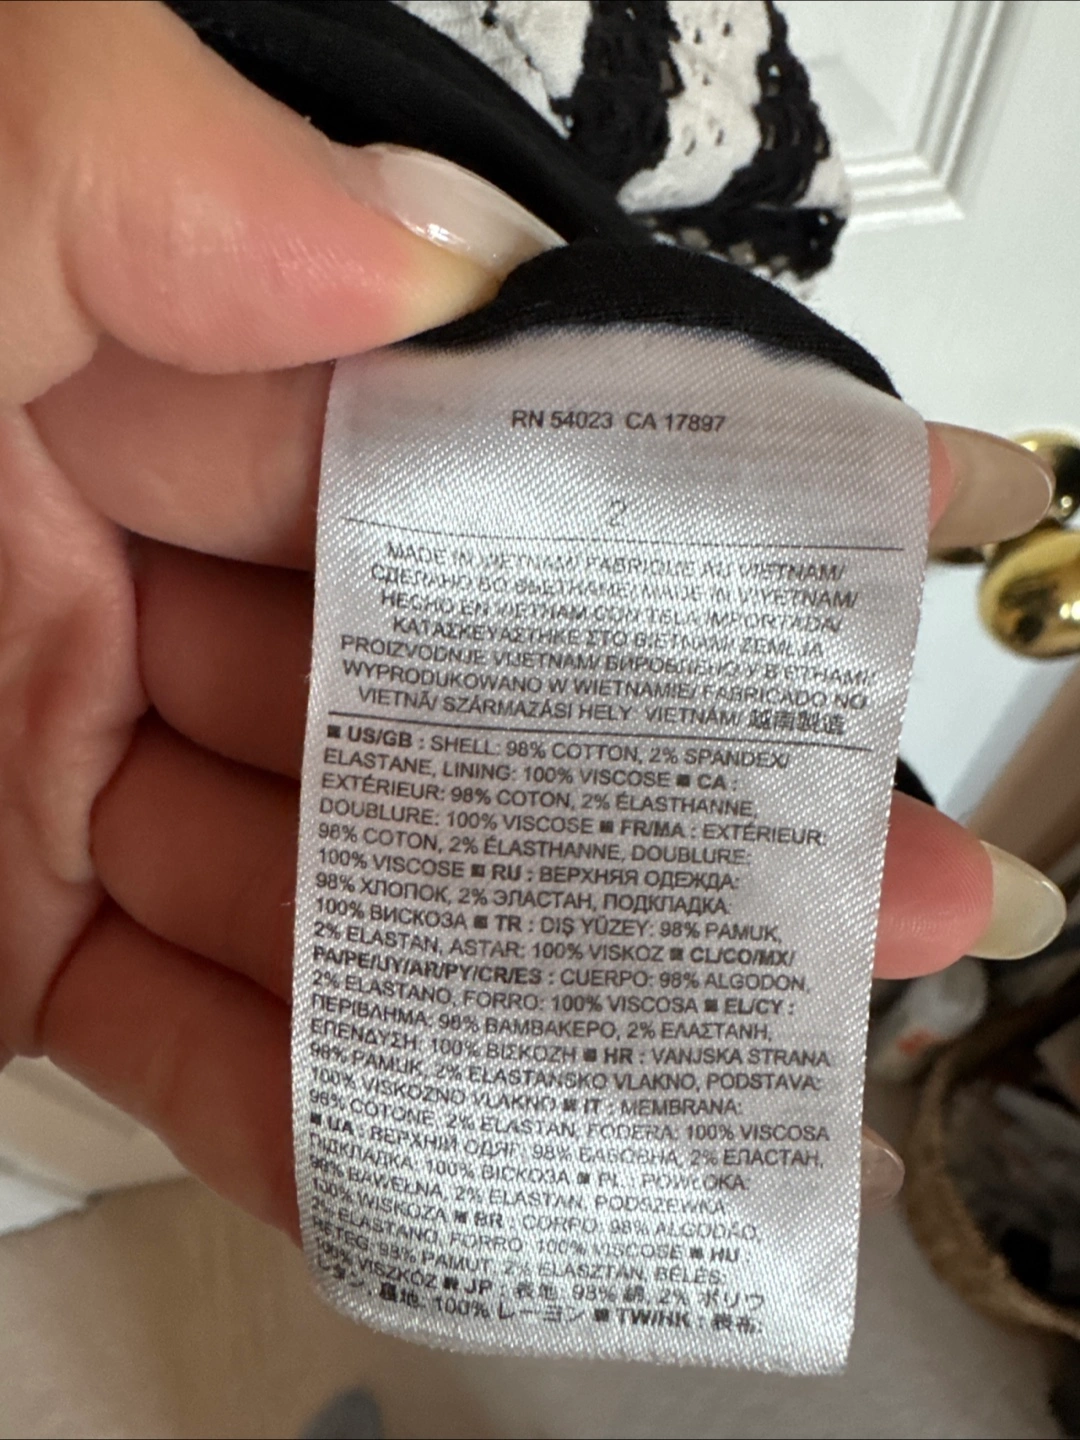 RN 54023 CA 17897
2
MADE IN VIETNAM/ FABRIQUÉ AU VIETNAM/
СДЕЛАНО ВО ВЬЕТНАМЕ/ MADE IN VIYETNAM/
HECHO EN VIETNAM CON TELA IMPORTADA/
ΚΑΤΑΣΚΕΥΑΣΤΗΚΕ ΣΤΟ ΒΙΕΤΝΑΜ/ ZEMLJA
PROIZVODNJE VIJETNAM/ ВИРОБЛЕНО У В'ЄТНАМІ/
WYPRODUKOWANO W WIETNAMIE/ FABRICADO NO
VIETNÃ/ SZÁRMAZÁSI HELY: VIETNÁM/ 越南製造
■ US/GB : SHELL: 98% COTTON, 2% SPANDEX/
ELASTANE, LINING: 100% VISCOSE ■ CA :
EXTÉRIEUR: 98% COTON, 2% ÉLASTHANNE,
DOUBLURE: 100% VISCOSE ■ FR/MA : EXTÉRIEUR:
98% COTON, 2% ÉLASTHANNE, DOUBLURE:
100% VISCOSE ■ RU : ВЕРХНЯЯ ОДЕЖДА:
98% ХЛОПОК, 2% ЭЛАСТАН, ПОДКЛАДКА:
100% ВИСКОЗА ■ TR : DIŞ YÜZEY: 98% PAMUK,
2% ELASTAN, ASTAR: 100% VISKOZ ■ CL/CO/MX/
PA/PE/UY/AR/PY/CR/ES : CUERPO: 98% ALGODON,
2% ELASTANO, FORRO: 100% VISCOSA ■ EL/CY :
ΠΕΡΙΒΛΗΜΑ: 98% ΒΑΜΒΑΚΕΡΟ, 2% ΕΛΑΣΤΑΝΗ,
ΕΠΕΝΔΥΣΗ: 100% ΒΙΣΚΟΖΗ ■ HR : VANJSKA STRANA:
98% PAMUK, 2% ELASTANSKO VLAKNO, PODSTAVA:
100% VISKOZNO VLAKNO ■ IT : MEMBRANA:
98% COTONE, 2% ELASTAN, FODERA: 100% VISCOSA
■ UA : ВЕРХНІЙ ОДЯГ: 98% БАВОВНА, 2% ЕЛАСТАН,
ПІДКЛАДКА: 100% ВІСКОЗА ■ PL : POWŁOKA:
98% BAWEŁNA, 2% ELASTAN, PODSZEWKA:
100% WISKOZA ■ BR : CORPO: 98% ALGODÃO,
2% ELASTANO, FORRO: 100% VISCOSE ■ HU :
RÉTEG: 98% PAMUT, 2% ELASZTÁN, BÉLÉS:
100% VISZKÓZ ■ JP : 表地: 98% 綿, 2% ポリウ
レタン, 裏地: 100% レーヨン ■ TW/HK : 表布: